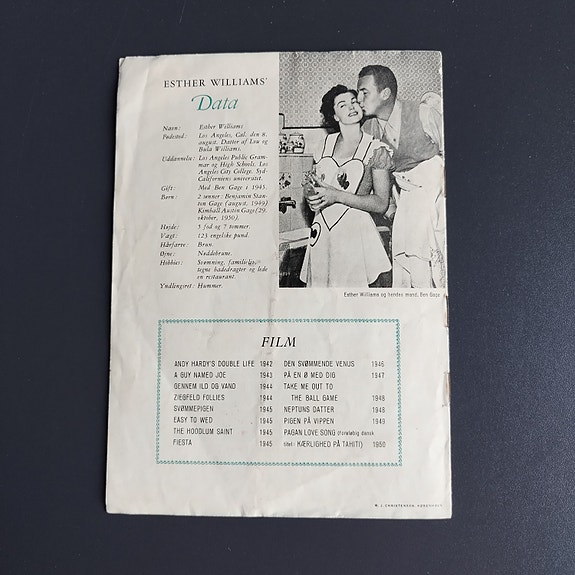 ESTHER WILLIAMS'
Data
Navn: Esther Williams
Fødested: Los Angeles, Cal. den 8.
august. Datter af Lou og
Bula Williams.
Uddannelse: Los Angeles Public Gram-
mar og High Schools. Los
Angeles City College. Syd-
Californiens universitet.
Gift: Med Ben Gage i 1945.
Børn: 2 sønner: Benjamin Stan-
ton Gage (august, 1949)
Kimball Austin Gage (29.
oktober, 1950).
Højde: 5 fod og 7 tommer.
Vægt: 123 engelske pund.
Hårfarve: Brun.
Øjne: Nøddebrune.
Hobbies: Svømning, familieliv,
tegne badedragter og lede
en restaurant.
Yndlingsret: Hummer.
Esther Williams og hendes mand, Ben Gage
FILM
ANDY HARDY'S DOUBLE LIFE 1942
A GUY NAMED JOE 1943
GENNEM ILD OG VAND 1944
ZIEGFELD FOLLIES 1944
SVØMMEPIGEN 1945
EASY TO WED 1945
THE HOODLUM SAINT 1945
FIESTA 1945
DEN SVØMMENDE VENUS 1946
PÅ EN Ø MED DIG 1947
TAKE ME OUT TO
THE BALL GAME 1948
NEPTUNS DATTER 1948
PIGEN PÅ VIPPEN 1949
PAGAN LOVE SONG (foreløbig dansk
titel: KÆRLIGHED PÅ TAHITI) 1950
W. J. CHRISTENSEN, KØBENHAVN